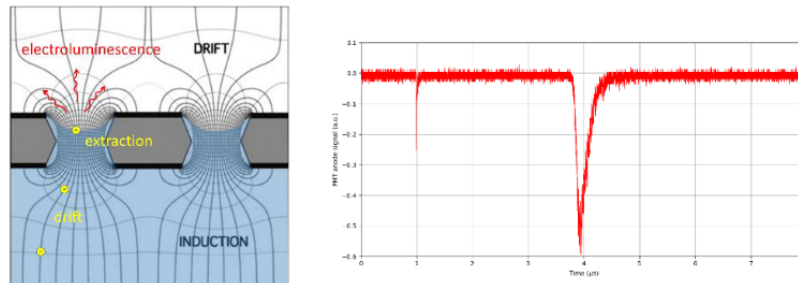 electroluminescence
DRIFT
extraction
drift
INDUCTION
0.1
0.0
−0.1
−0.2
−0.3
−0.4
−0.5
−0.6
PMT anode signal (a.u.)
0
1
2
3
4
5
6
7
Time (μs)